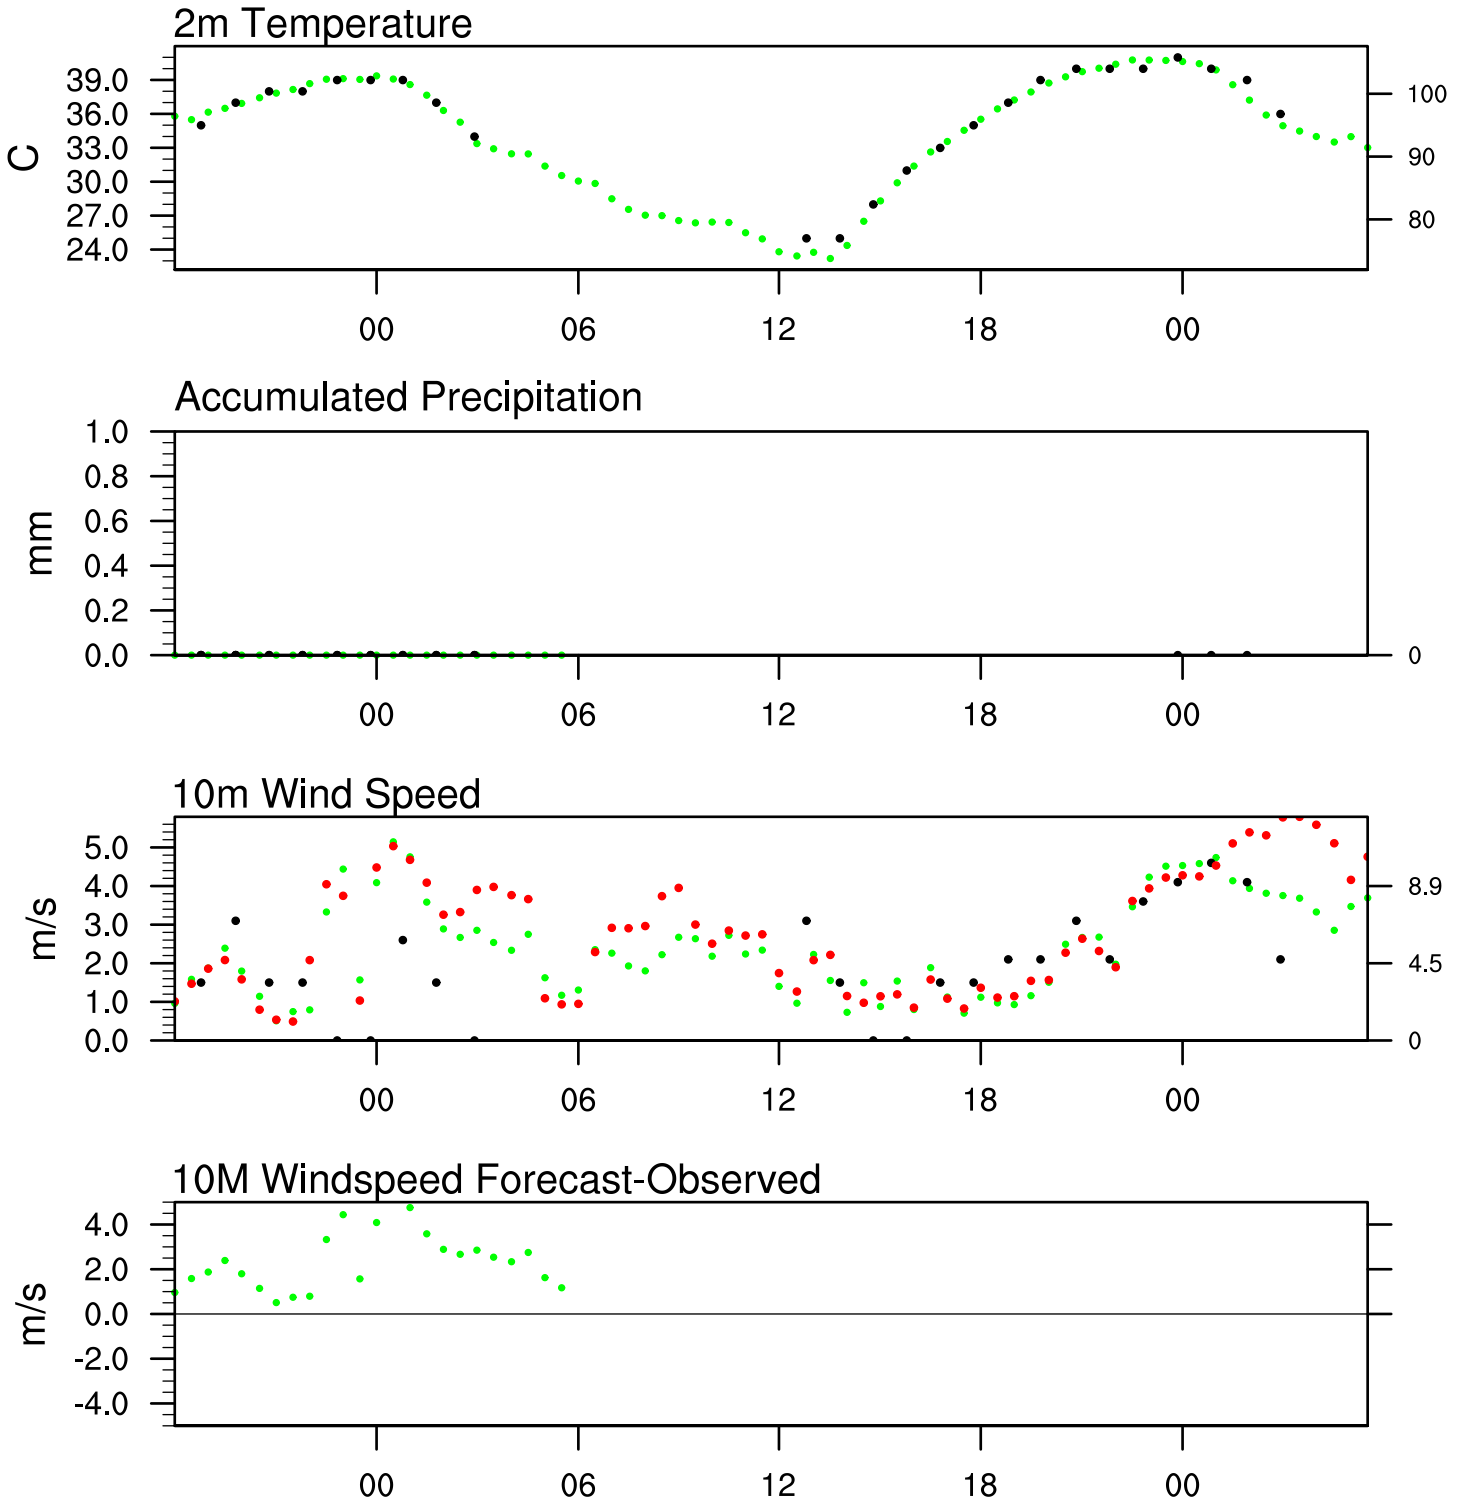 2m Temperature
39.0
36.0
33.0
30.0
27.0
24.0
C
100
90
80
00 06 12 18 00
Accumulated Precipitation
1.0
0.8
0.6
0.4
0.2
0.0
mm
0
00 06 12 18 00
10m Wind Speed
5.0
4.0
3.0
2.0
1.0
0.0
m/s
8.9
4.5
0
00 06 12 18 00
10M Windspeed Forecast-Observed
4.0
2.0
0.0
-2.0
-4.0
m/s
00 06 12 18 00